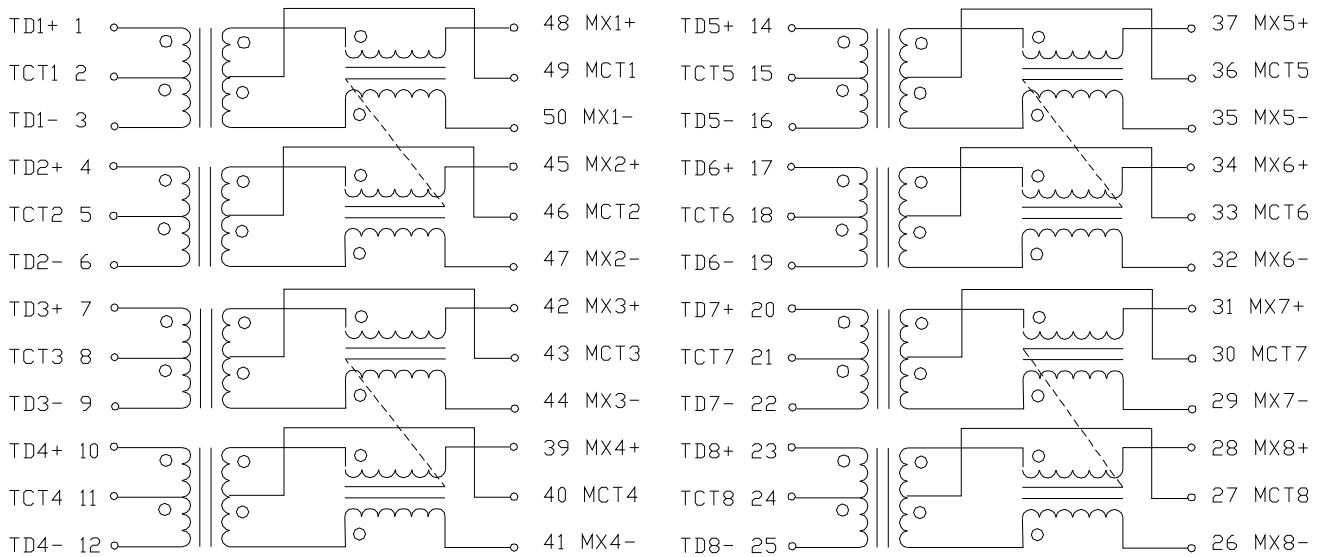 TD1+ 1 48 MX1+ TD5+ 14 37 MX5+
TCT1 2 49 MCT1 TCT5 15 36 MCT5
TD1- 3 50 MX1- TD5- 16 35 MX5-
TD2+ 4 45 MX2+ TD6+ 17 34 MX6+
TCT2 5 46 MCT2 TCT6 18 33 MCT6
TD2- 6 47 MX2- TD6- 19 32 MX6-
TD3+ 7 42 MX3+ TD7+ 20 31 MX7+
TCT3 8 43 MCT3 TCT7 21 30 MCT7
TD3- 9 44 MX3- TD7- 22 29 MX7-
TD4+ 10 39 MX4+ TD8+ 23 28 MX8+
TCT4 11 40 MCT4 TCT8 24 27 MCT8
TD4- 12 41 MX4- TD8- 25 26 MX8-